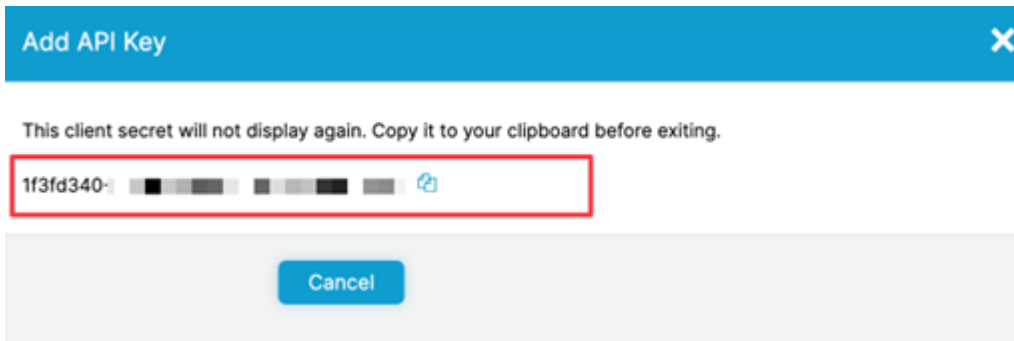 Add API Key
This client secret will not display again. Copy it to your clipboard before exiting.
1f3fd340-
Cancel